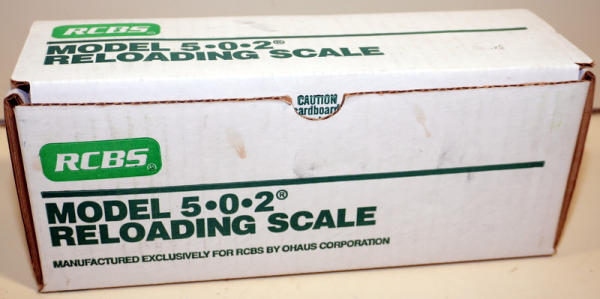 RCBS
MODEL 5•0•2®
RELOADING SCALE
CAUTION
cardboard
RCBS®
MODEL 5•0•2®
RELOADING SCALE
MANUFACTURED EXCLUSIVELY FOR RCBS BY OHAUS CORPORATION